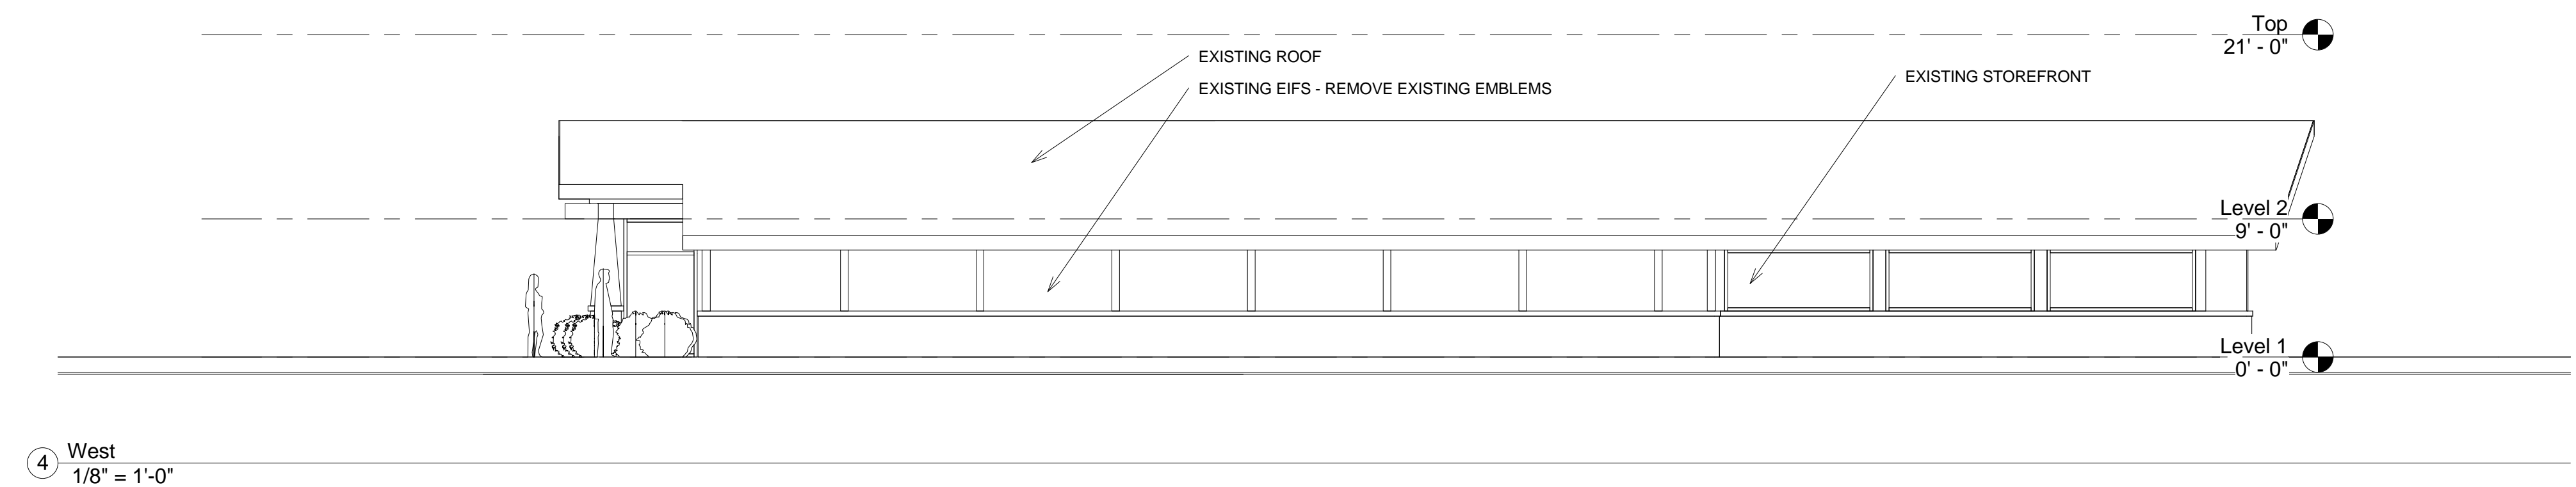 Top
21' - 0"
EXISTING ROOF
EXISTING EIFS - REMOVE EXISTING EMBLEMS
EXISTING STOREFRONT
Level 2
9' - 0"
Level 1
0' - 0"
4
West
1/8" = 1'-0"